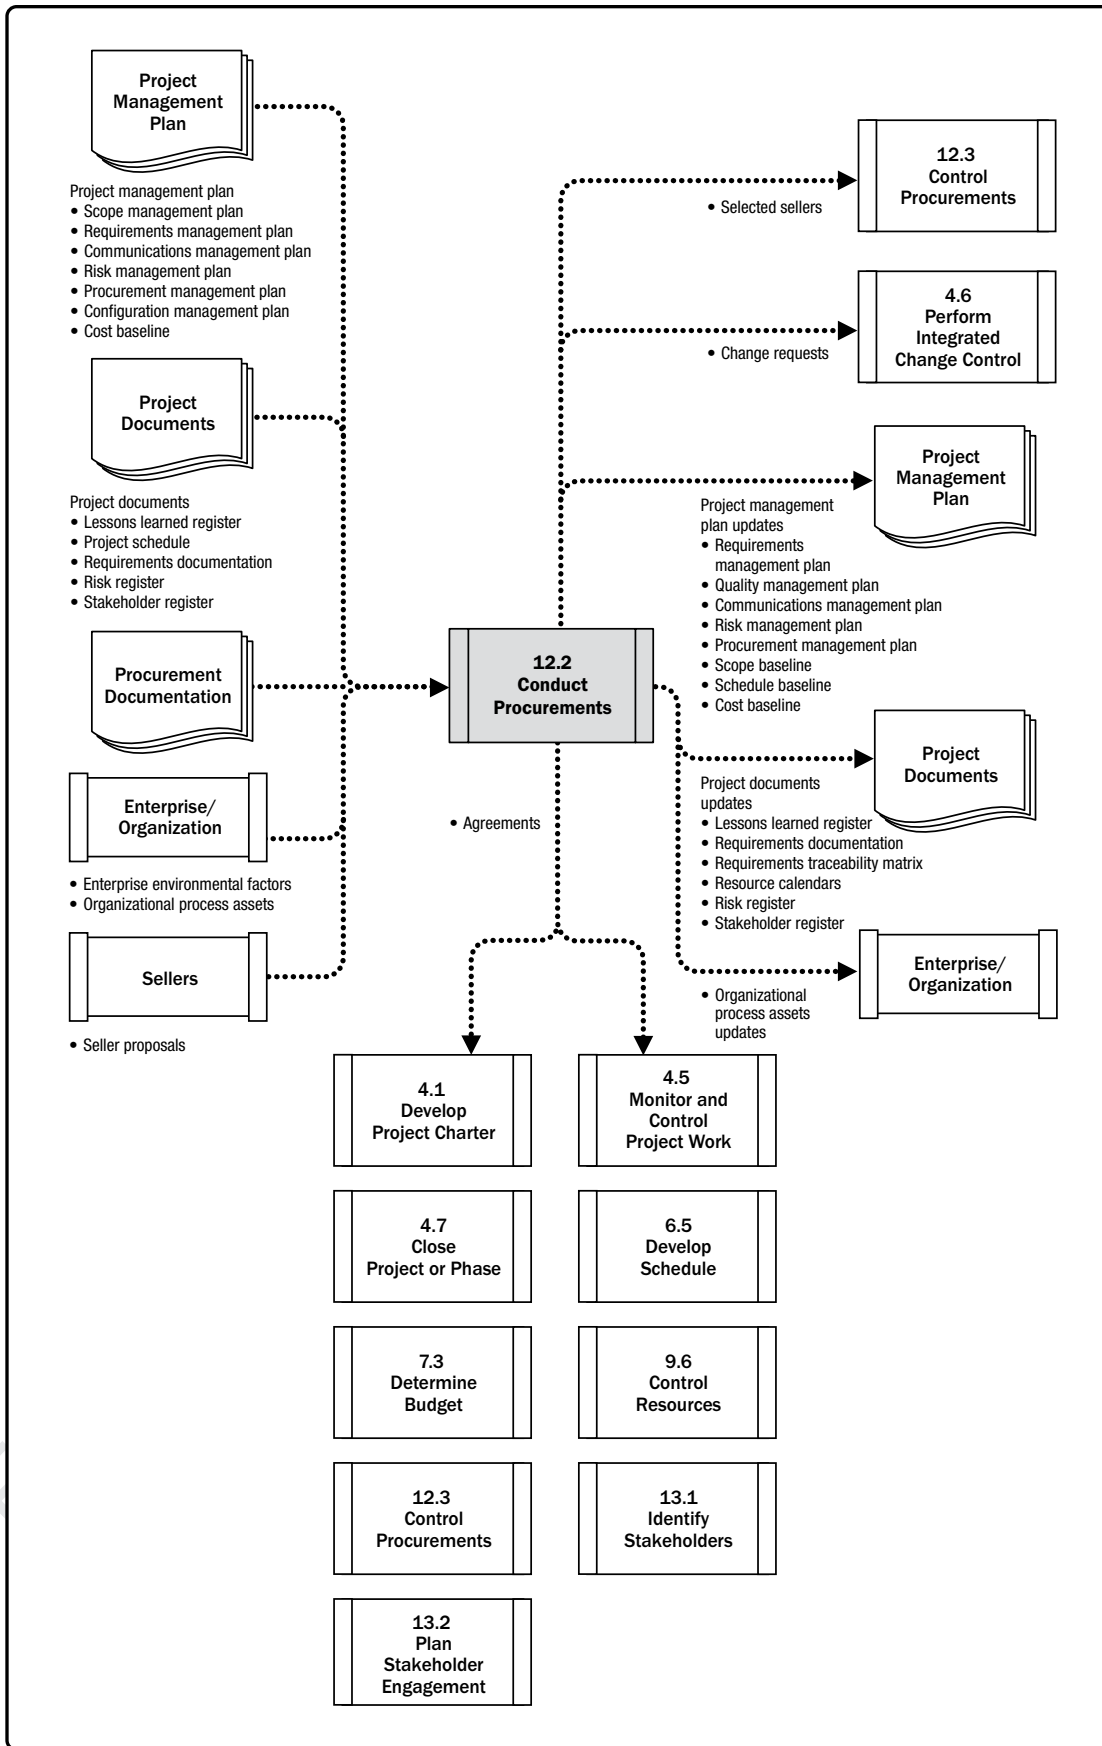 Project
Management
Plan
Project management plan
• Scope management plan
• Requirements management plan
• Communications management plan
• Risk management plan
• Procurement management plan
• Configuration management plan
• Cost baseline
Project
Documents
Project documents
• Lessons learned register
• Project schedule
• Requirements documentation
• Risk register
• Stakeholder register
Procurement
Documentation
Enterprise/
Organization
• Enterprise environmental factors
• Organizational process assets
Sellers
• Seller proposals
12.2
Conduct
Procurements
• Agreements
• Selected sellers
12.3
Control
Procurements
• Change requests
4.6
Perform
Integrated
Change Control
Project
Management
Plan
Project management
plan updates
• Requirements
management plan
• Quality management plan
• Communications management plan
• Risk management plan
• Procurement management plan
• Scope baseline
• Schedule baseline
• Cost baseline
Project
Documents
Project documents
updates
• Lessons learned register
• Requirements documentation
• Requirements traceability matrix
• Resource calendars
• Risk register
• Stakeholder register
Enterprise/
Organization
• Organizational
process assets
updates
4.1
Develop
Project Charter
4.5
Monitor and
Control
Project Work
4.7
Close
Project or Phase
6.5
Develop
Schedule
7.3
Determine
Budget
9.6
Control
Resources
12.3
Control
Procurements
13.1
Identify
Stakeholders
13.2
Plan
Stakeholder
Engagement